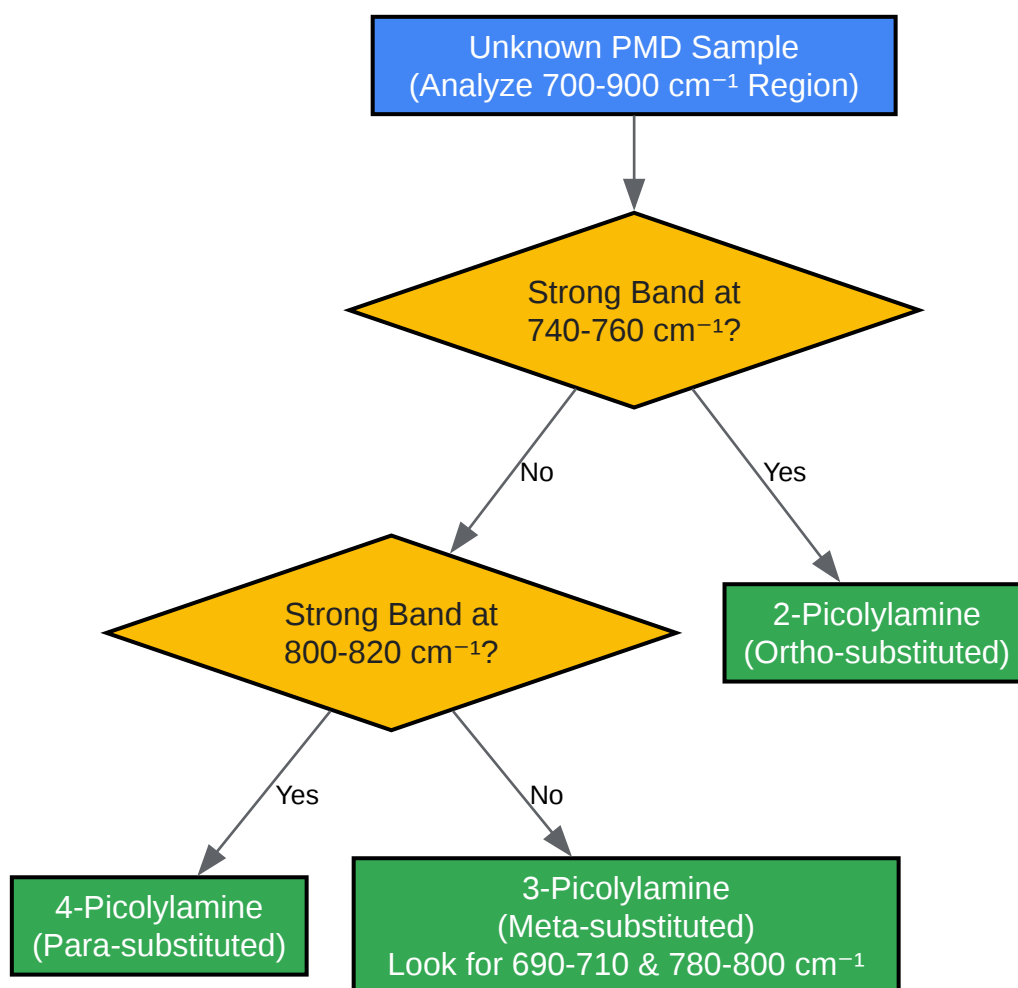 Unknown PMD Sample
(Analyze 700-900 cm⁻¹ Region)
Strong Band at
740-760 cm⁻¹?
No
Yes
Strong Band at
800-820 cm⁻¹?
2-Picolylamine
(Ortho-substituted)
Yes
No
4-Picolylamine
(Para-substituted)
3-Picolylamine
(Meta-substituted)
Look for 690-710 & 780-800 cm⁻¹